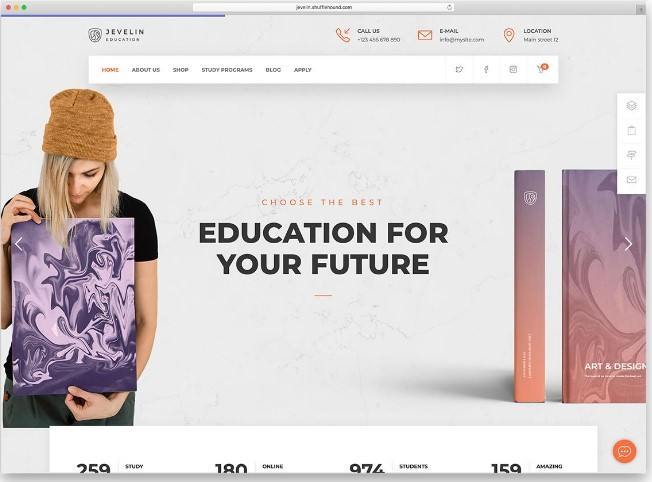 jevelin.shufflehound.com
JEVELIN
EDUCATION
CALL US
+123 456 678 890
E-MAIL
info@mysite.com
LOCATION
Main street 12
HOME ABOUT US SHOP STUDY PROGRAMS BLOG APPLY
0
CHOOSE THE BEST
EDUCATION FOR
YOUR FUTURE
ART & DESIGN
259 STUDY
180 ONLINE
974 STUDENTS
159 AMAZING